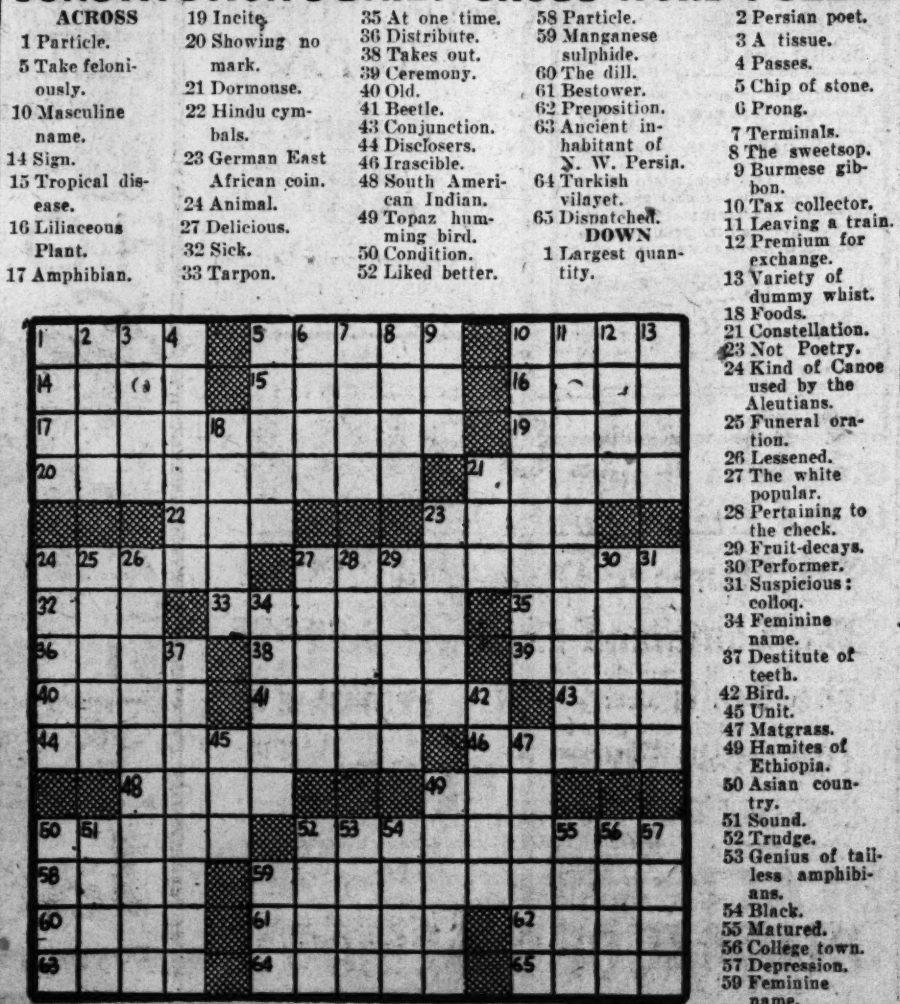 ACROSS
1 Particle.
5 Take feloni-
ously.
10 Masculine
name.
14 Sign.
15 Tropical dis-
ease.
16 Liliaceous
Plant.
17 Amphibian.
19 Incite.
20 Showing no
mark.
21 Dormouse.
22 Hindu cym-
bals.
23 German East
African coin.
24 Animal.
27 Delicious.
32 Sick.
33 Tarpon.
35 At one time.
36 Distribute.
38 Takes out.
39 Ceremony.
40 Old.
41 Beetle.
43 Conjunction.
44 Disclosers.
46 Irascible.
48 South Ameri-
can Indian.
49 Topaz hum-
ming bird.
50 Condition.
52 Liked better.
58 Particle.
59 Manganese
sulphide.
60 The dill.
61 Bestower.
62 Preposition.
63 Ancient in-
habitant of
N. W. Persia.
64 Turkish
vilayet.
65 Dispatched.
DOWN
1 Largest quan-
tity.
2 Persian poet.
3 A tissue.
4 Passes.
5 Chip of stone.
6 Prong.
7 Terminals.
8 The sweetsop.
9 Burmese gib-
bon.
10 Tax collector.
11 Leaving a train.
12 Premium for
exchange.
13 Variety of
dummy whist.
18 Foods.
21 Constellation.
23 Not Poetry.
24 Kind of Canoe
used by the
Aleutians.
25 Funeral ora-
tion.
26 Lessened.
27 The white
popular.
28 Pertaining to
the check.
29 Fruit-decays.
30 Performer.
31 Suspicious:
colloq.
34 Feminine
name.
37 Destitute of
teeth.
42 Bird.
45 Unit.
47 Matgrass.
49 Hamites of
Ethiopia.
50 Asian coun-
try.
51 Sound.
52 Trudge.
53 Genius of tail-
less amphibi-
ans.
54 Black.
55 Matured.
56 College town.
57 Depression.
59 Feminine
name.
1 2 3 4 5 6 7 8 9 10 11 12 13
14 15 16
17 18 19
20 21
22 23
24 25 26 27 28 29 30 31
32 33 34 35
36 37 38 39
40 41 42 43
44 45 46 47
48 49
50 51 52 53 54 55 56 57
58 59
60 61 62
63 64 65